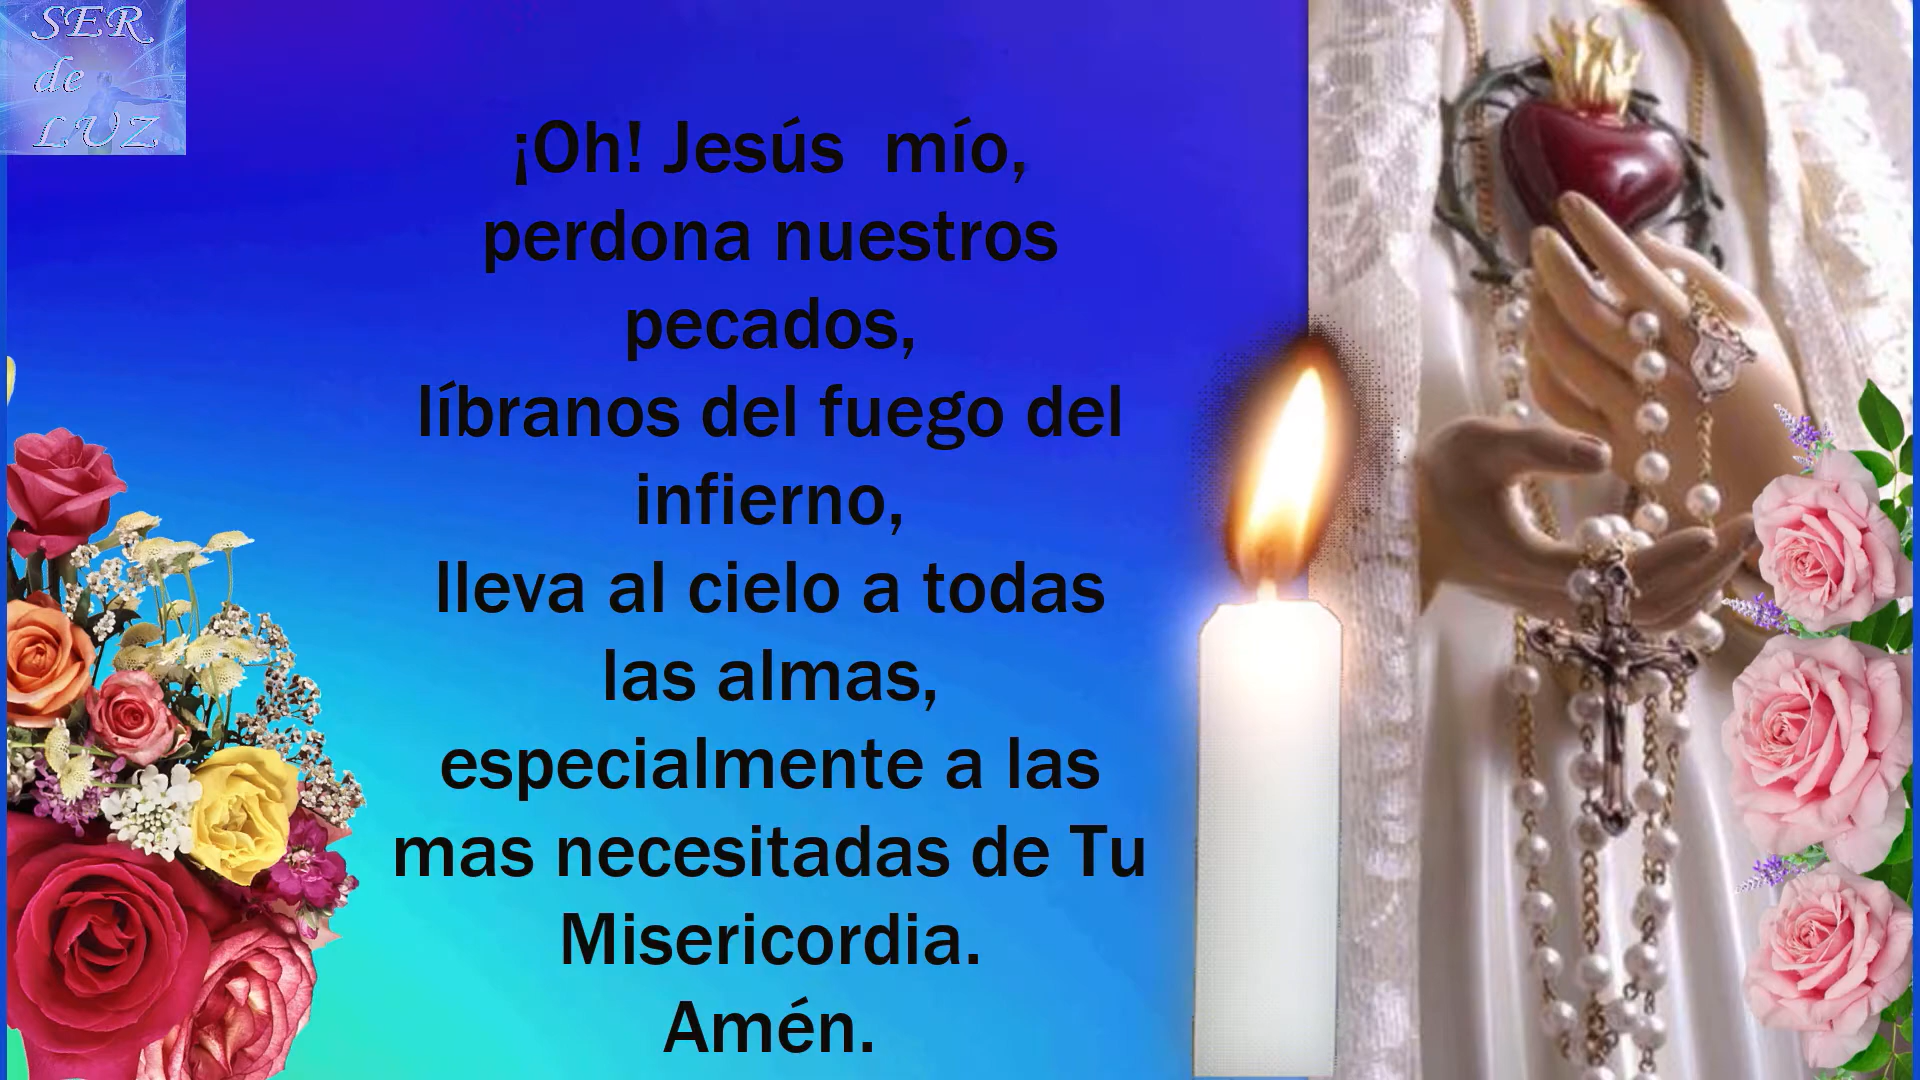 SER
de
LUZ
¡Oh! Jesús  mío,
perdona nuestros
pecados,
líbranos del fuego del
infierno,
lleva al cielo a todas
las almas,
especialmente a las
mas necesitadas de Tu
Misericordia.
Amén.